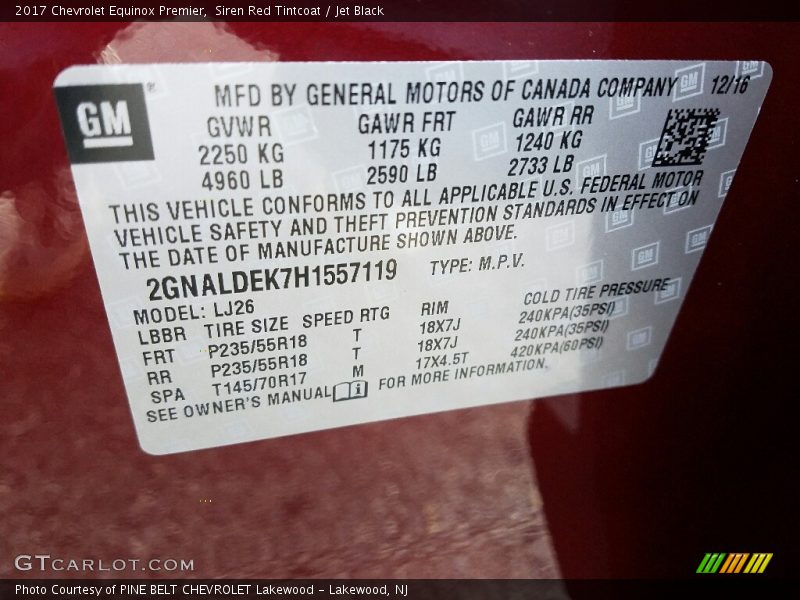 2017 Chevrolet Equinox Premier, Siren Red Tintcoat / Jet Black
GM ®
MFD BY GENERAL MOTORS OF CANADA COMPANY 12/16
GVWR GAWR FRT GAWR RR
2250 KG 1175 KG 1240 KG
4960 LB 2590 LB 2733 LB
THIS VEHICLE CONFORMS TO ALL APPLICABLE U.S. FEDERAL MOTOR
VEHICLE SAFETY AND THEFT PREVENTION STANDARDS IN EFFECT ON
THE DATE OF MANUFACTURE SHOWN ABOVE.
2GNALDEK7H1557119 TYPE: M.P.V.
MODEL: LJ26
LBBR TIRE SIZE SPEED RTG RIM COLD TIRE PRESSURE
FRT P235/55R18 T 18X7J 240KPA(35PSI)
RR P235/55R18 T 18X7J 240KPA(35PSI)
SPA T145/70R17 M 17X4.5T 420KPA(60PSI)
SEE OWNER'S MANUAL i FOR MORE INFORMATION.
GTCARLOT.COM
Photo Courtesy of PINE BELT CHEVROLET Lakewood - Lakewood, NJ